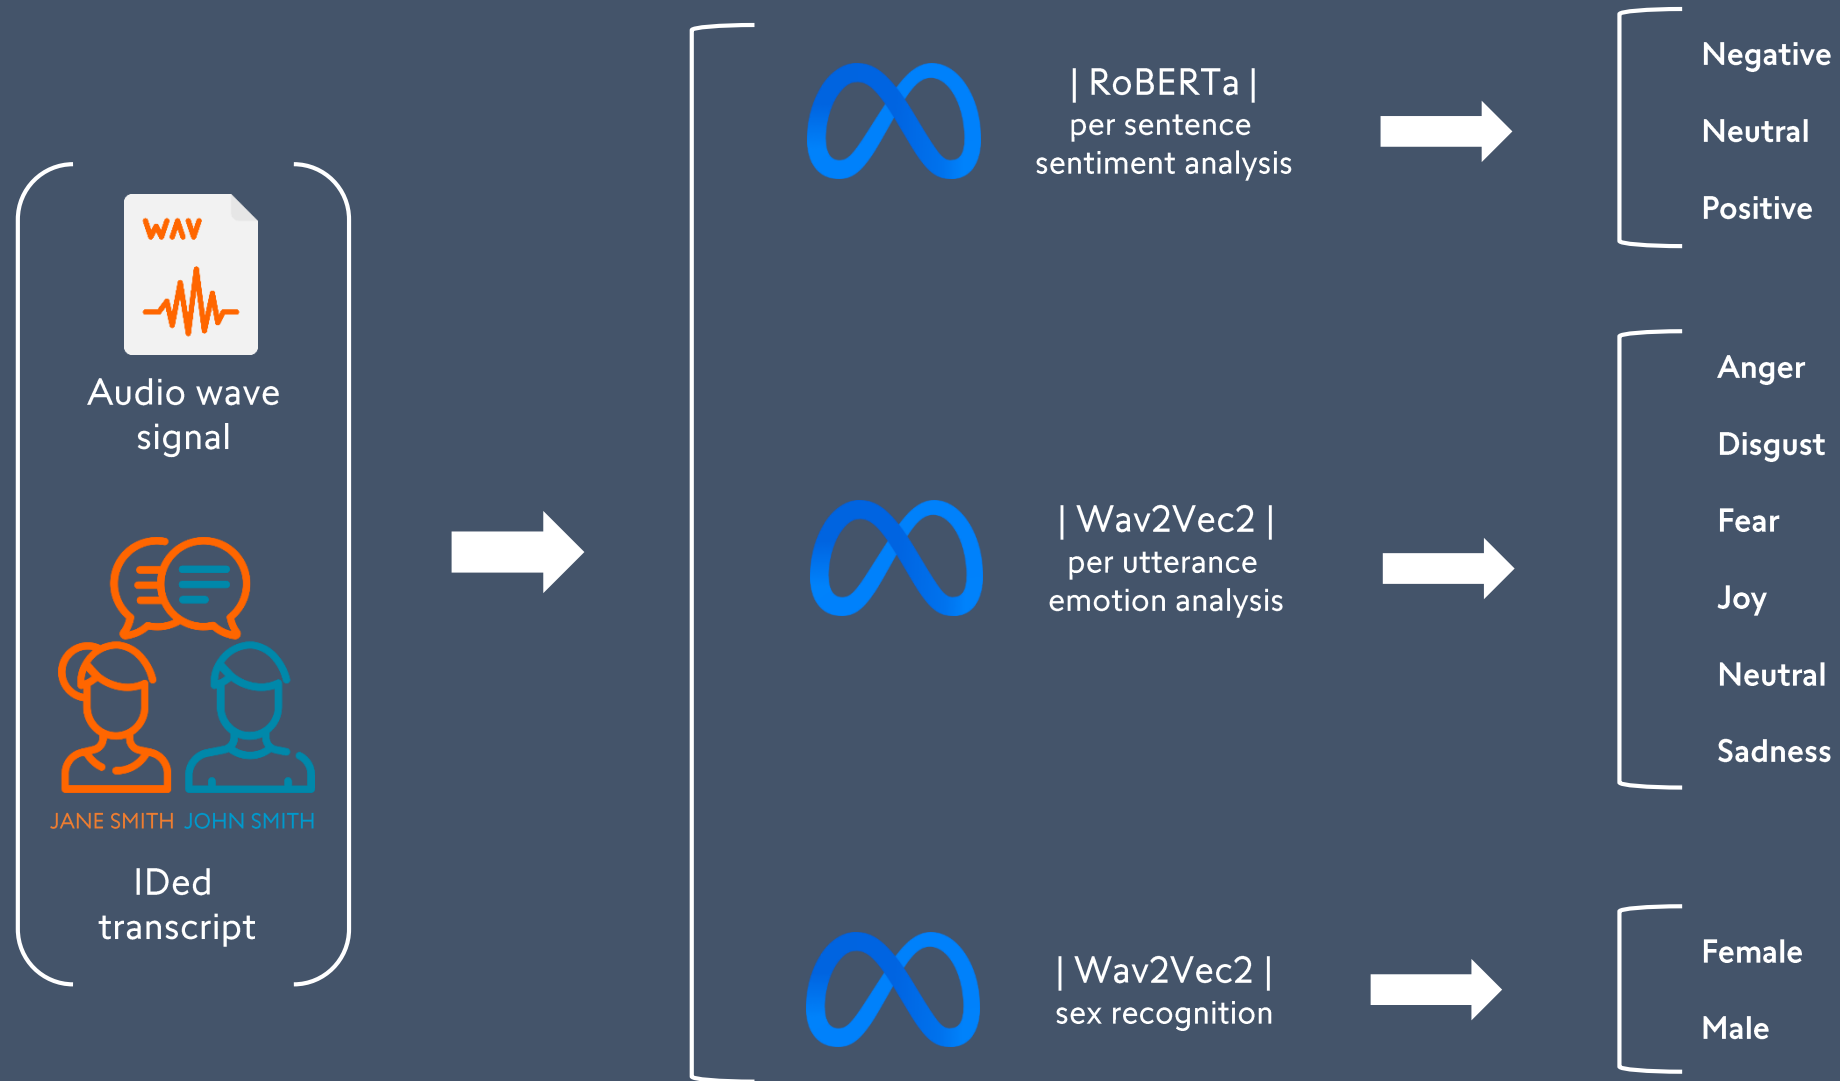 WAV
Audio wave
signal
JANE SMITH JOHN SMITH
IDed
transcript
| RoBERTa |
per sentence
sentiment analysis
Negative
Neutral
Positive
| Wav2Vec2 |
per utterance
emotion analysis
Anger
Disgust
Fear
Joy
Neutral
Sadness
| Wav2Vec2 |
sex recognition
Female
Male